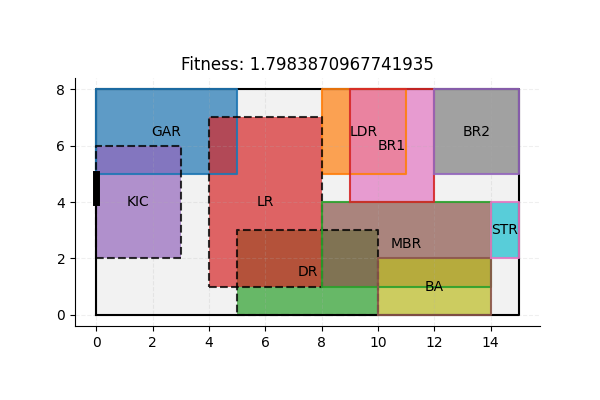 Fitness: 1.7983870967741935
8
GAR
LDR
BR1
BR2
6
KIC
LR
4
STR
MBR
2
DR
BA
0
0 2 4 6 8 10 12 14